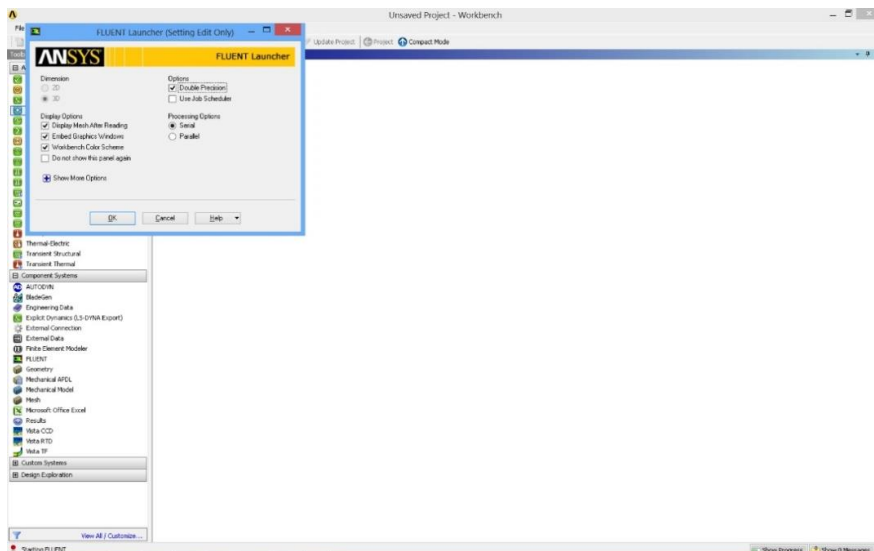 Unsaved Project - Workbench
File
FLUENT Launcher (Setting Edit Only)
Update Project
Project
Compact Mode
ANSYS
FLUENT Launcher
Dimension
2D
3D
Options
Double Precision
Use Job Scheduler
Display Options
Display Mesh After Reading
Embed Graphics Windows
Workbench Color Scheme
Do not show this panel again
Processing Options
Serial
Parallel
Show More Options
OK
Cancel
Help
Thermal-Electric
Transient Structural
Transient Thermal
Component Systems
AUTODYN
BladeGen
Engineering Data
Explicit Dynamics (LS-DYNA Export)
External Connection
External Data
Finite Element Modeler
FLUENT
Geometry
Mechanical APDL
Mechanical Model
Mesh
Microsoft Office Excel
Results
Vista CCD
Vista RTD
Vista TF
Custom Systems
Design Exploration
View All / Customize...
Starting FLUENT
Show Progress
Show 0 Messages